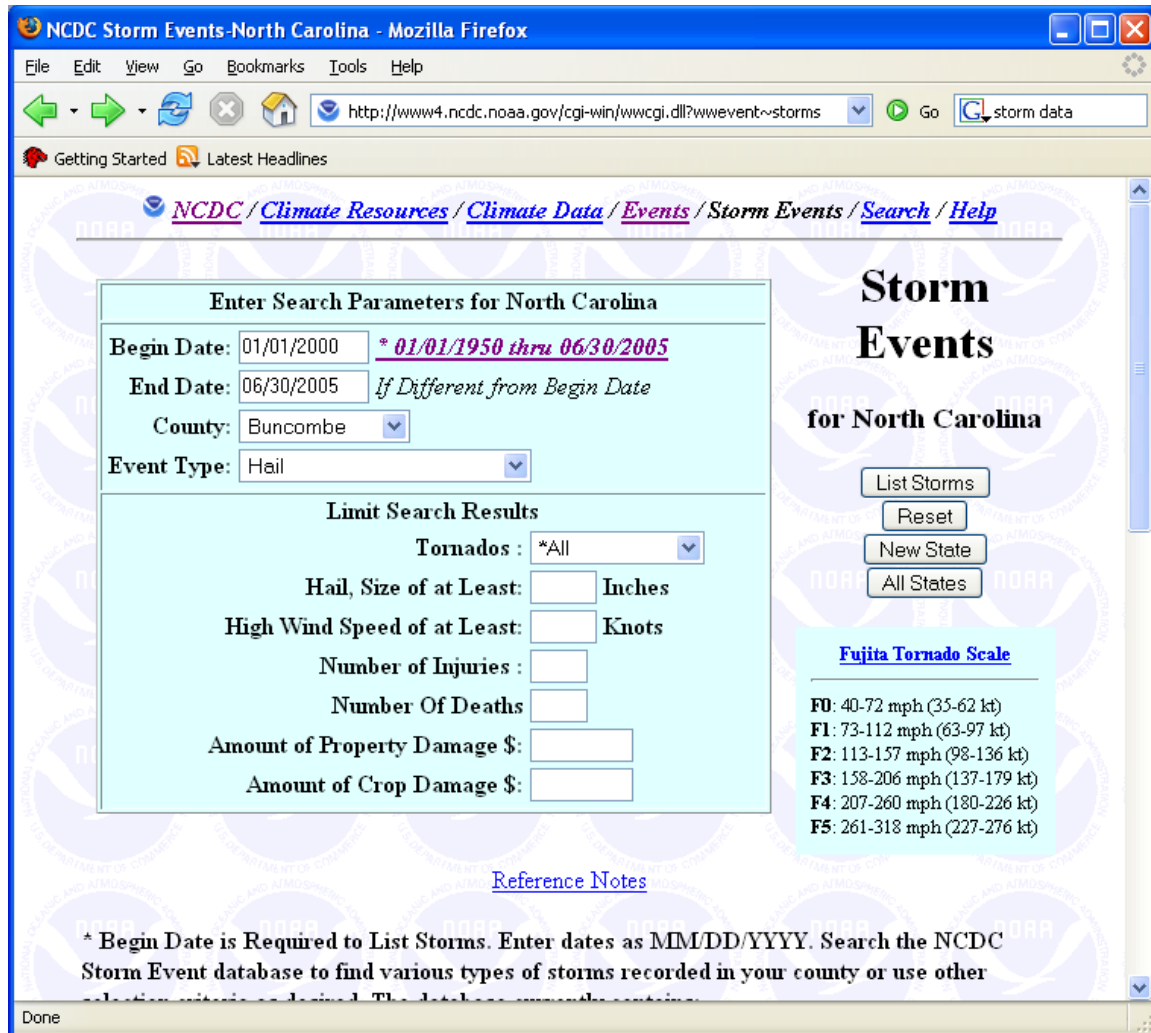 NCDC Storm Events-North Carolina - Mozilla Firefox
File Edit View Go Bookmarks Tools Help
http://www4.ncdc.noaa.gov/cgi-win/wwcgi.dll?wwevent~storms Go G storm data
Getting Started Latest Headlines
NCDC / Climate Resources / Climate Data / Events / Storm Events / Search / Help
Storm
Events
for North Carolina
Enter Search Parameters for North Carolina
Begin Date: 01/01/2000 * 01/01/1950 thru 06/30/2005
End Date: 06/30/2005 If Different from Begin Date
County: Buncombe
Event Type: Hail
Limit Search Results
Tornados : *All
Hail, Size of at Least: Inches
High Wind Speed of at Least: Knots
Number of Injuries :
Number Of Deaths
Amount of Property Damage $:
Amount of Crop Damage $:
List Storms
Reset
New State
All States
Fujita Tornado Scale
F0: 40-72 mph (35-62 kt)
F1: 73-112 mph (63-97 kt)
F2: 113-157 mph (98-136 kt)
F3: 158-206 mph (137-179 kt)
F4: 207-260 mph (180-226 kt)
F5: 261-318 mph (227-276 kt)
Reference Notes
* Begin Date is Required to List Storms. Enter dates as MM/DD/YYYY. Search the NCDC
Storm Event database to find various types of storms recorded in your county or use other
Done